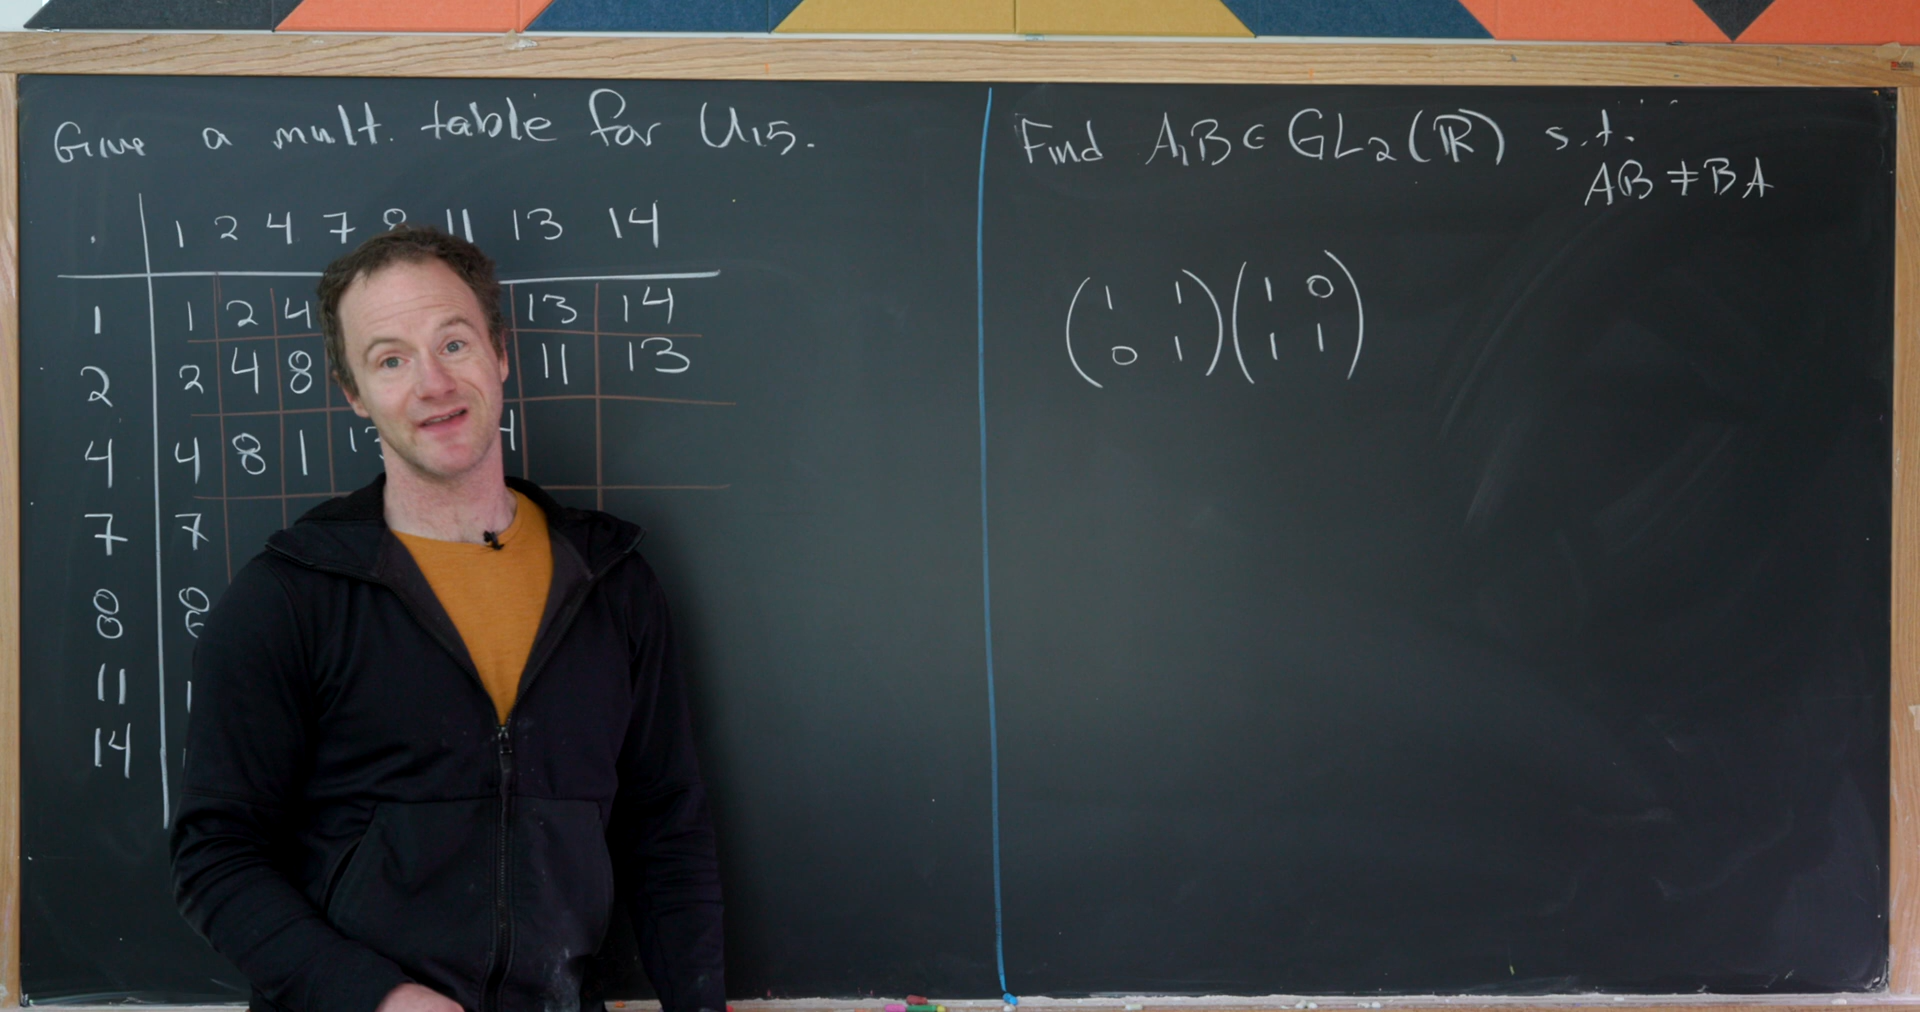 Give a mult. table for U15.
. 1 2 4 7 8 11 13 14
1 1 2 4 13 14
2 2 4 8 11 13
4 4 8 1
7 7
8 8
11
14
Find A,B ∈ GL2(ℝ) s.t.
AB ≠ BA
( 1 1 ) ( 1 0 )
( 0 1 ) ( 1 1 )